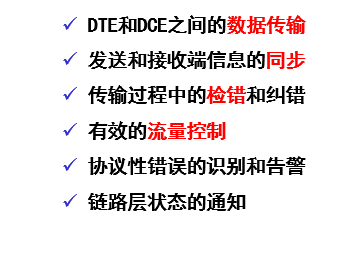 DTE和DCE之间的数据传输
发送和接收端信息的同步
传输过程中的检错和纠错
有效的流量控制
协议性错误的识别和告警
链路层状态的通知